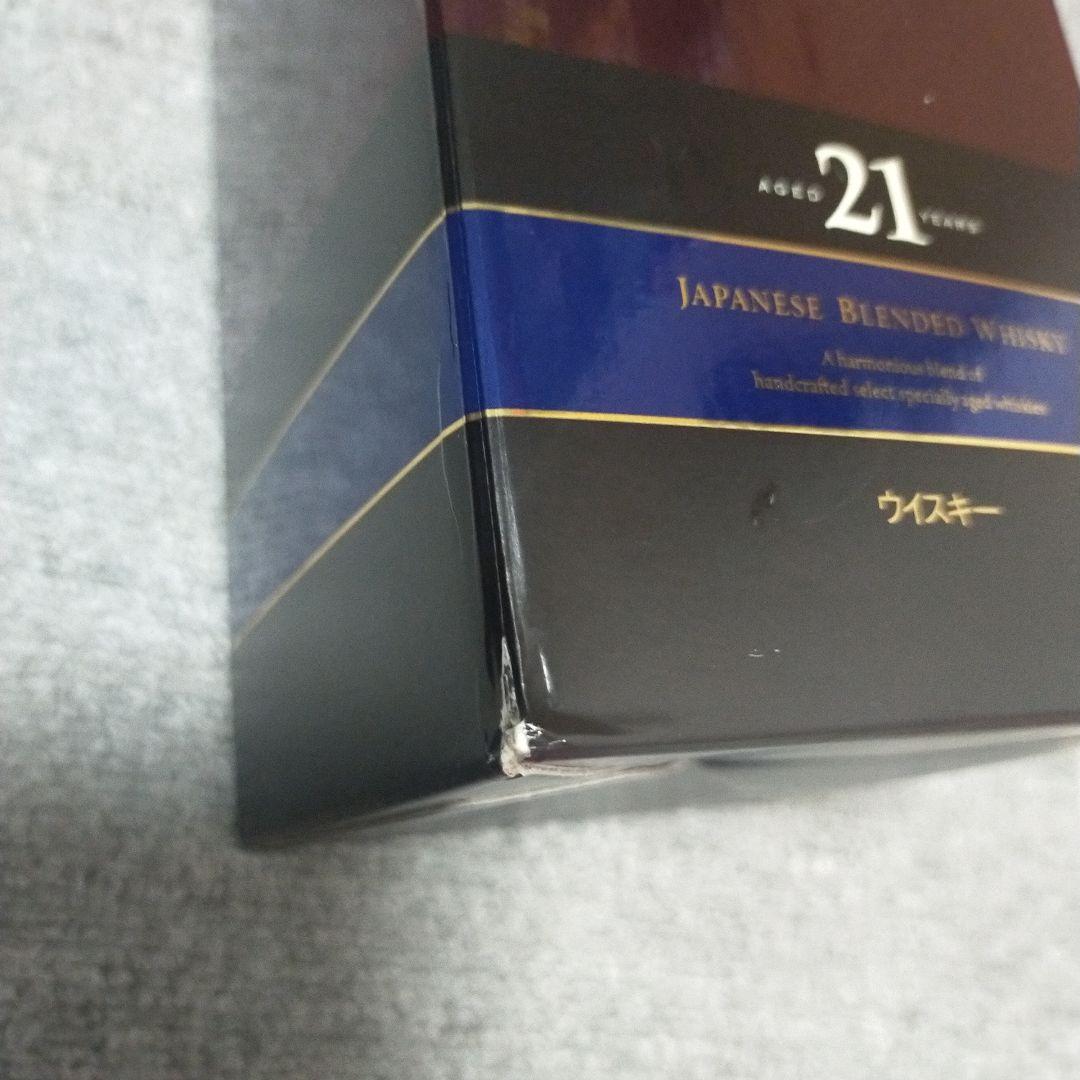 AGED 21 YEARS
JAPANESE BLENDED WHISKY
A harmonious blend of
handcrafted select specially aged whiskies
ウイスキー